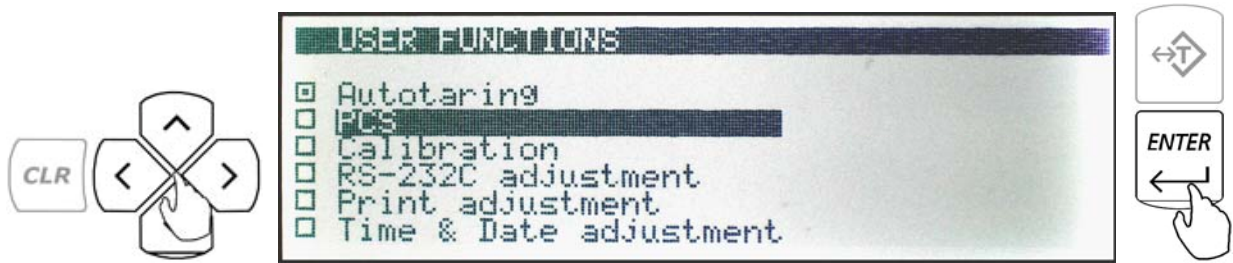 USER FUNCTIONS
Autotaring
PCS
Calibration
RS-232C adjustment
Print adjustment
Time & Date adjustment
CLR
T
ENTER